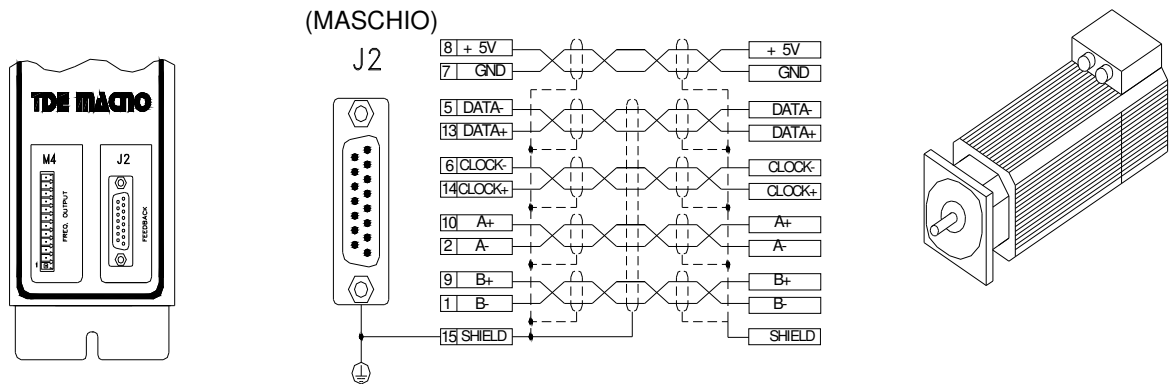 TDE MACNO
M4
J2
FREQ. OUTPUT
FEEDBACK
1
(MASCHIO)
J2
8 + 5V
7 GND
5 DATA-
13 DATA+
6 CLOCK-
14 CLOCK+
10 A+
2 A-
9 B+
1 B-
15 SHIELD
+ 5V
GND
DATA-
DATA+
CLOCK-
CLOCK+
A+
A-
B+
B-
SHIELD